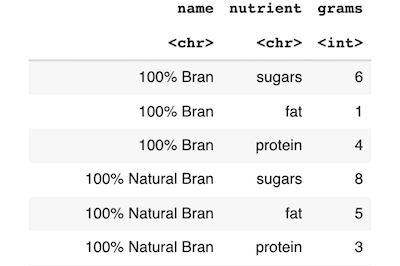 name nutrient grams
<chr> <chr> <int>
100% Bran sugars 6
100% Bran fat 1
100% Bran protein 4
100% Natural Bran sugars 8
100% Natural Bran fat 5
100% Natural Bran protein 3